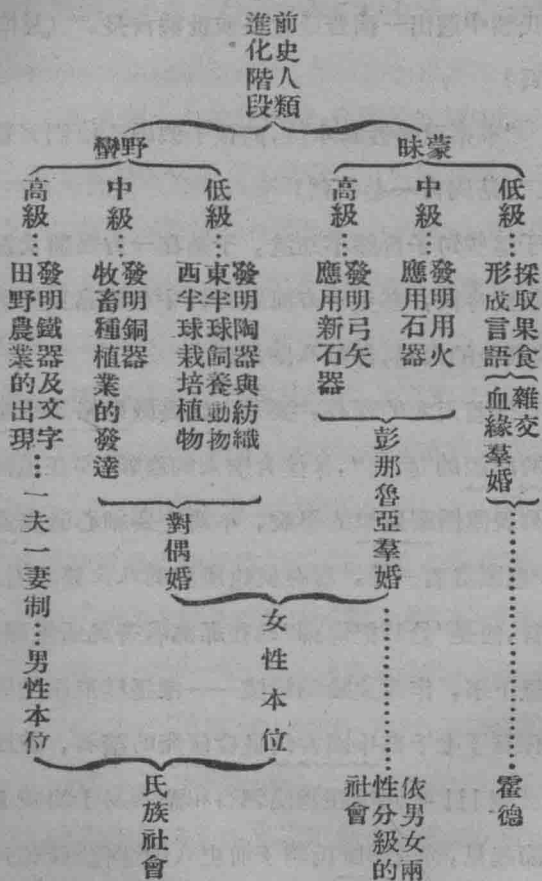 前史人類
進化階段
蒙昧
低級
採取果食
形成言語
雜交
血緣羣婚
霍德
中級
發明用火
應用石器
高級
發明弓矢
應用新石器
彭那魯亞羣婚
依男女兩
性分級的
社會
野蠻
低級
發明陶器與紡織
東半球飼養動物
西半球栽培植物
中級
發明銅器
牧畜種植業的發達
對偶婚
女性本位
高級
發明鐵器及文字
田野農業的出現
一夫一妻制
男性本位
氏族社會